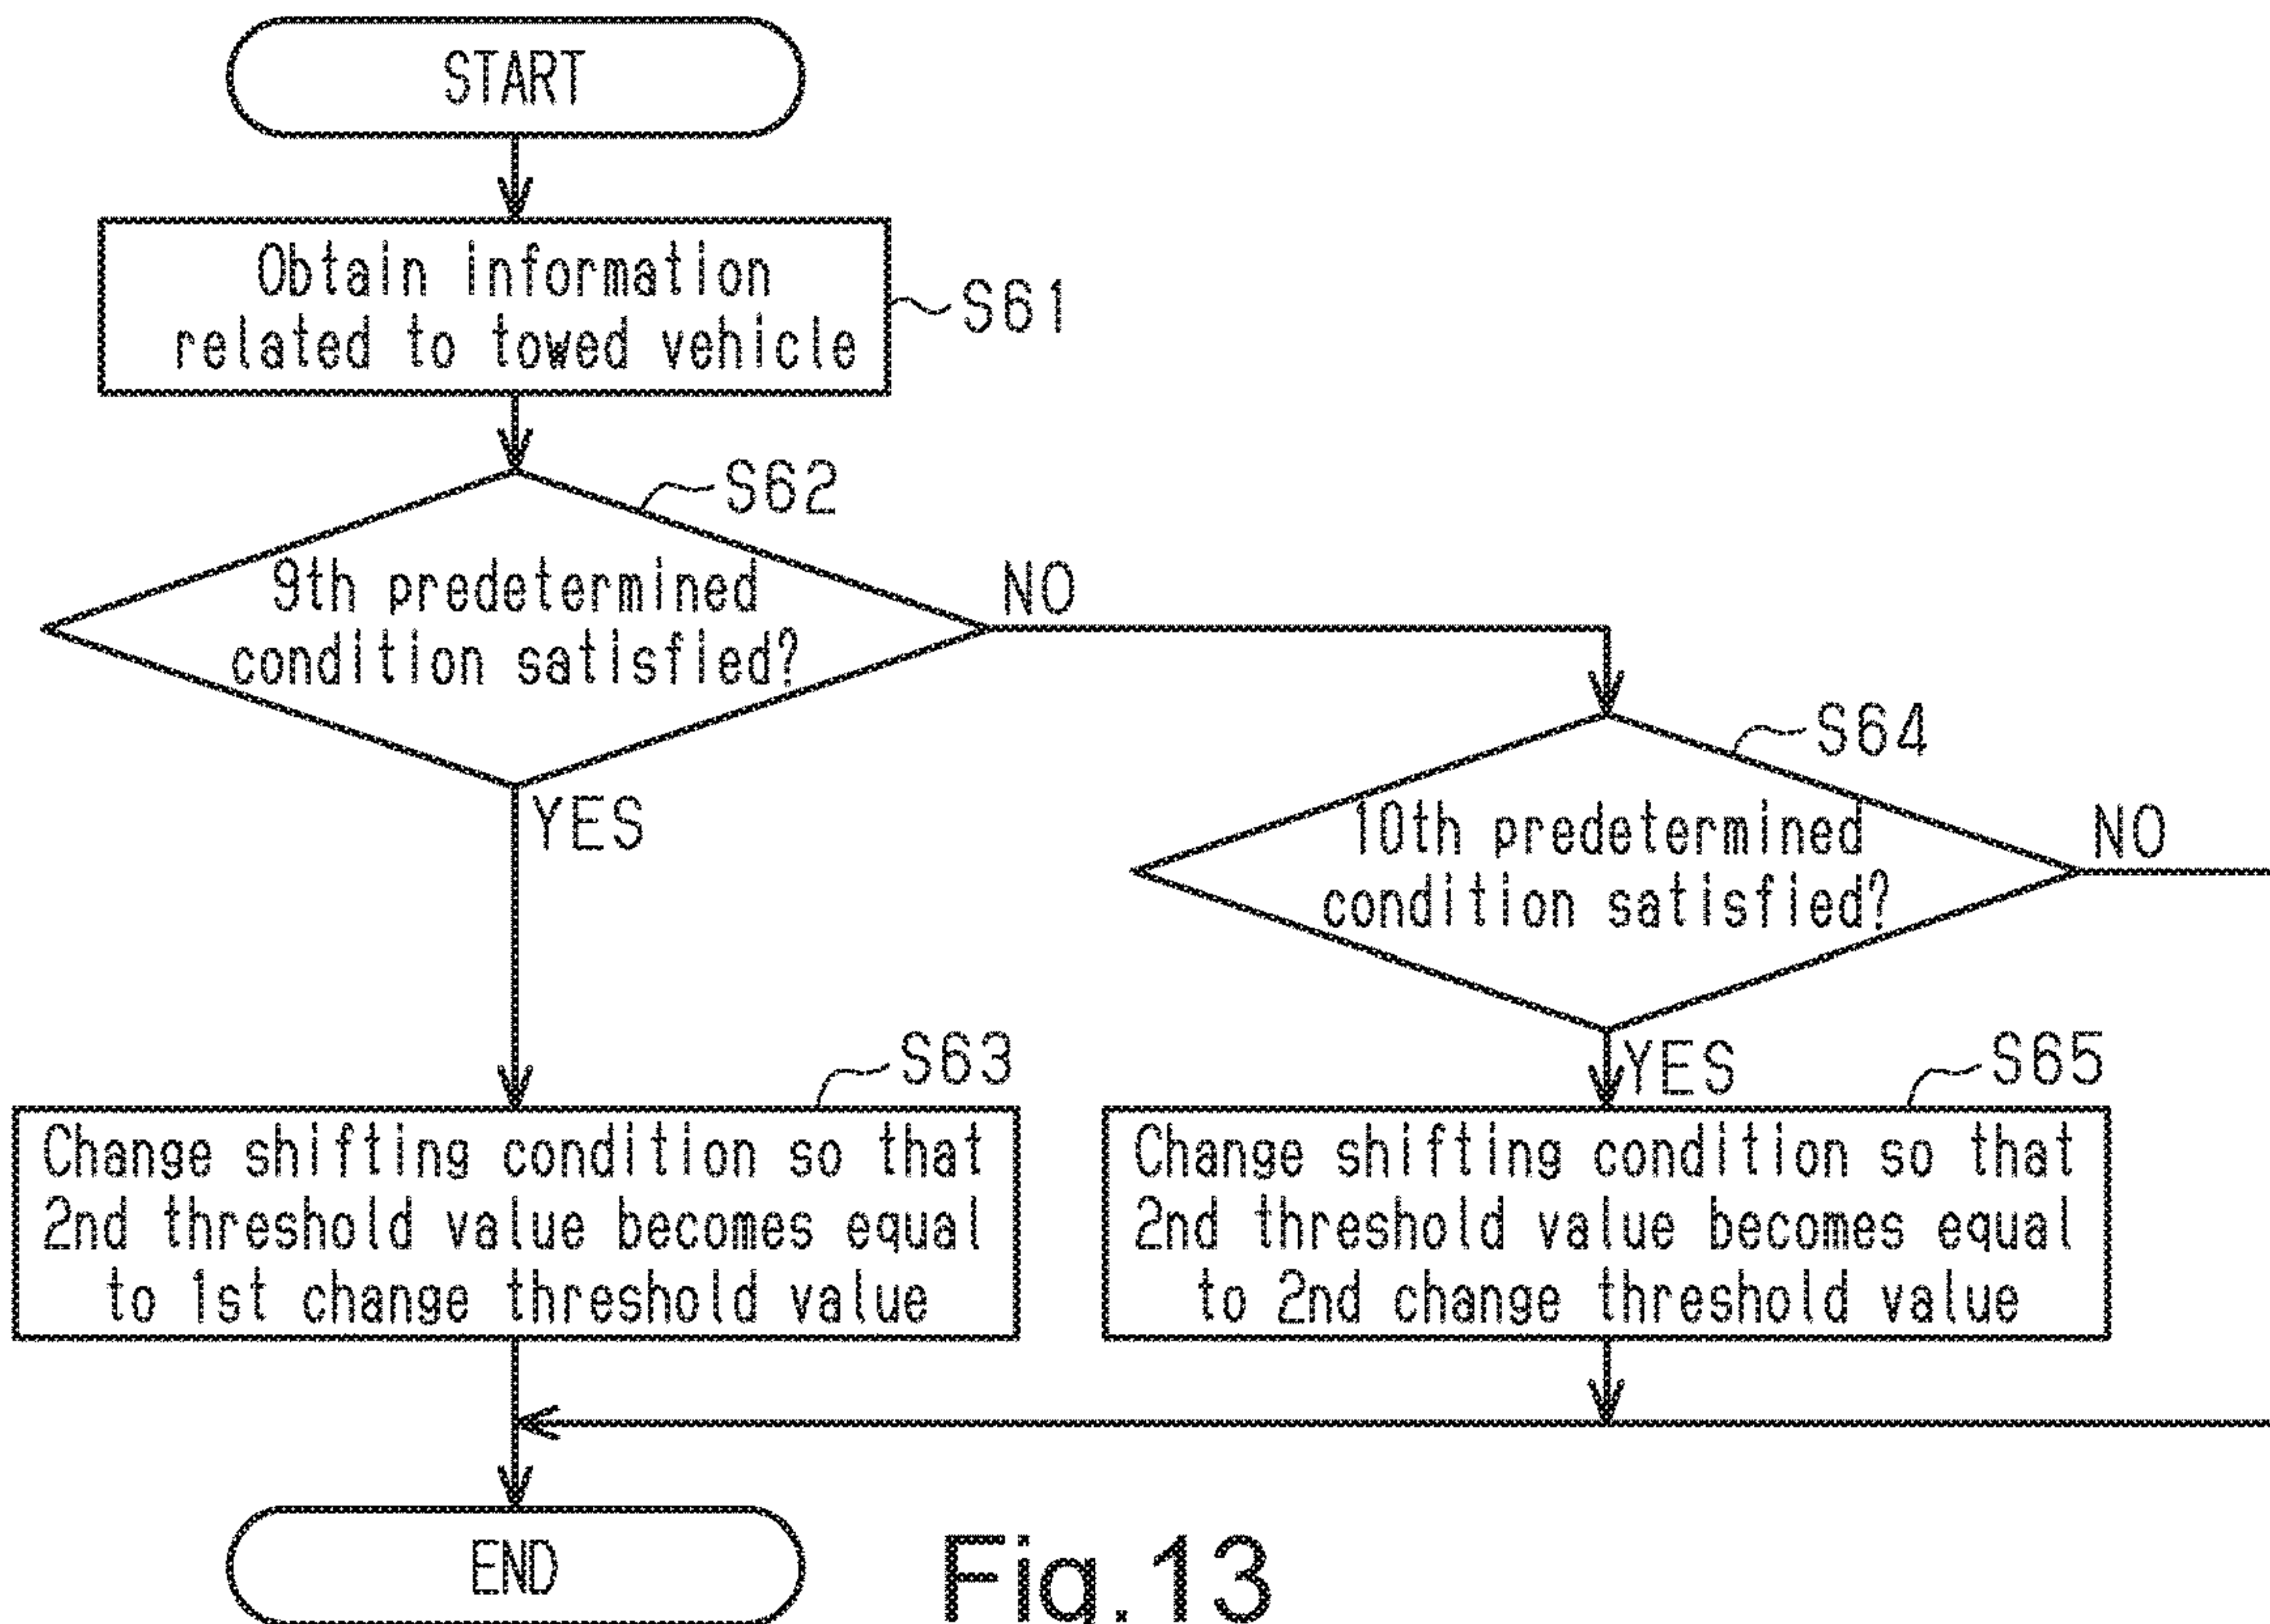 START
Obtain information
related to towed vehicle
S61
S62
9th predetermined
condition satisfied?
NO
YES
S64
10th predetermined
condition satisfied?
NO
YES
S63
Change shifting condition so that
2nd threshold value becomes equal
to 1st change threshold value
S65
Change shifting condition so that
2nd threshold value becomes equal
to 2nd change threshold value
END
Fig.13